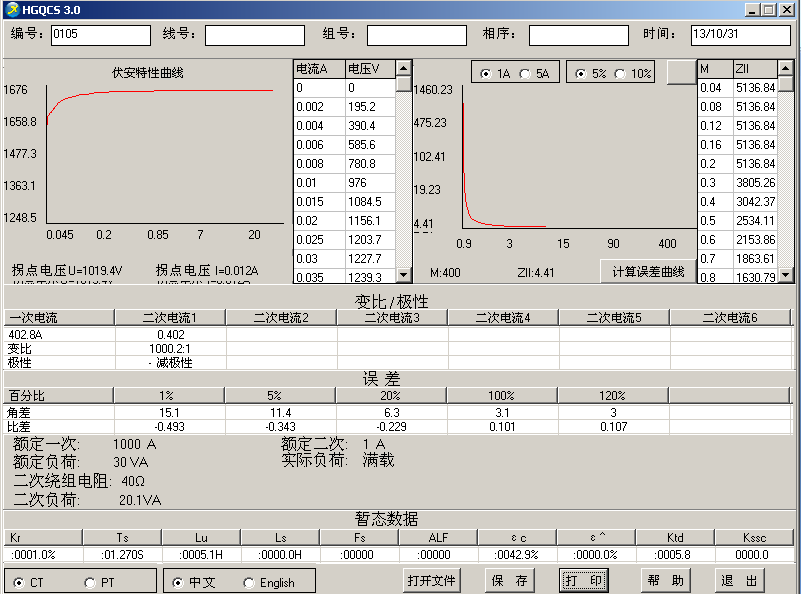 HGQCS 3.0
编号: 0105 线号: 组号: 相序: 时间: 13/10/31
伏安特性曲线
1676
1658.8
1477.3
1363.1
1248.5
0.045 0.2 0.85 7 20
拐点电压U=1019.4V 拐点电压 I=0.012A
电流A 电压V
0 0
0.002 195.2
0.004 390.4
0.006 585.6
0.008 780.8
0.01 976
0.015 1084.5
0.02 1156.1
0.025 1203.7
0.03 1227.7
0.035 1239.3
1A 5A 5% 10%
1460.23
475.23
102.41
19.23
4.41
0.9 3 15 90 400
M:400 ZII:4.41 计算误差曲线
M ZII
0.04 5136.84
0.08 5136.84
0.12 5136.84
0.16 5136.84
0.2 5136.84
0.3 3805.26
0.4 3042.37
0.5 2534.11
0.6 2153.86
0.7 1863.61
0.8 1630.79
变比/极性
一次电流 二次电流1 二次电流2 二次电流3 二次电流4 二次电流5 二次电流6
402.8A 0.402
变比 1000.2:1
极性 - 减极性
误 差
百分比 1% 5% 20% 100% 120%
角差 15.1 11.4 6.3 3.1 3
比差 -0.493 -0.343 -0.229 0.101 0.107
额定一次: 1000 A 额定二次: 1 A
额定负荷: 30VA 实际负荷: 满载
二次绕组电阻: 40Ω
二次负荷: 20.1VA
暂态数据
Kr Ts Lu Ls Fs ALF ε c ε ^ Ktd Kssc
:0001.0% :01.270S :0005.1H :0000.0H :00000 :00000 :0042.9% :0000.0% :0005.8 0000.0
CT PT 中文 English 打开文件 保 存 打 印 帮 助 退 出